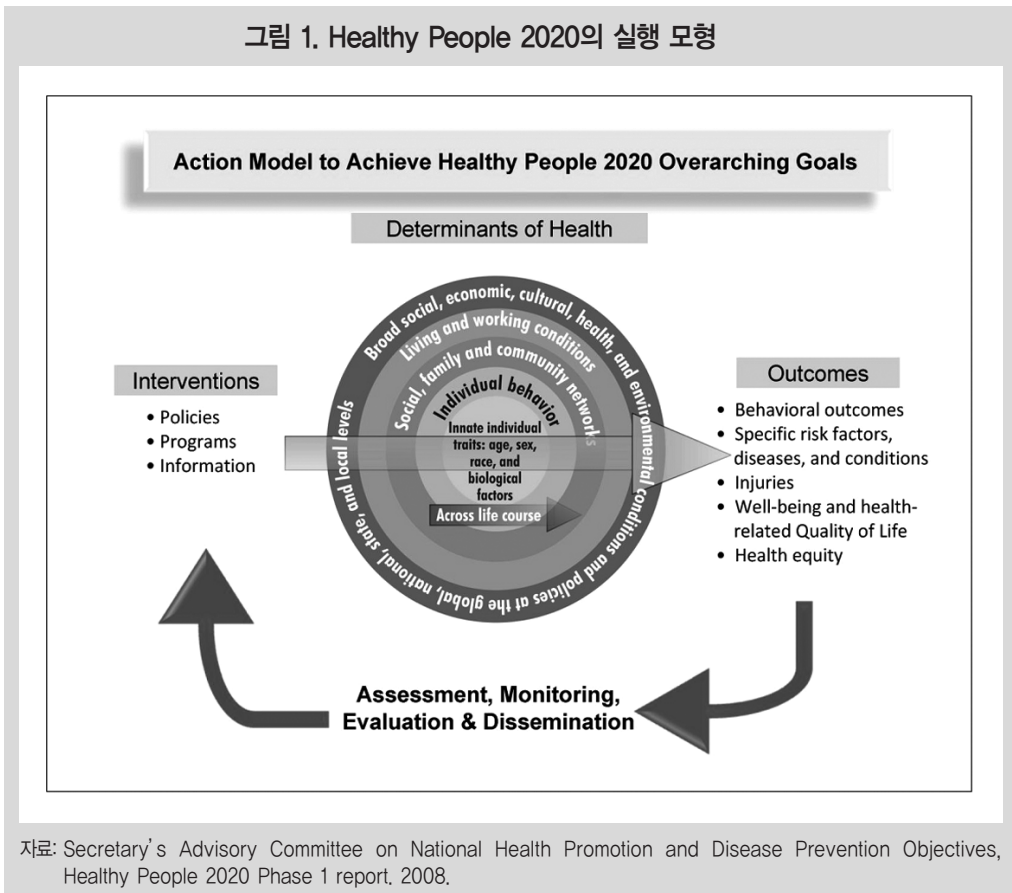 그림 1. Healthy People 2020의 실행 모형
Action Model to Achieve Healthy People 2020 Overarching Goals
Determinants of Health
Broad social, economic, cultural, health, and environmental conditions and policies at the global, national, state, and local levels
Living and working conditions
Social, family and community networks
Individual behavior
Innate individual
traits: age, sex,
race, and
biological
factors
Across life course
Interventions
• Policies
• Programs
• Information
Outcomes
• Behavioral outcomes
• Specific risk factors,
diseases, and conditions
• Injuries
• Well-being and health-
related Quality of Life
• Health equity
Assessment, Monitoring,
Evaluation & Dissemination
자료: Secretary's Advisory Committee on National Health Promotion and Disease Prevention Objectives,
Healthy People 2020 Phase 1 report. 2008.